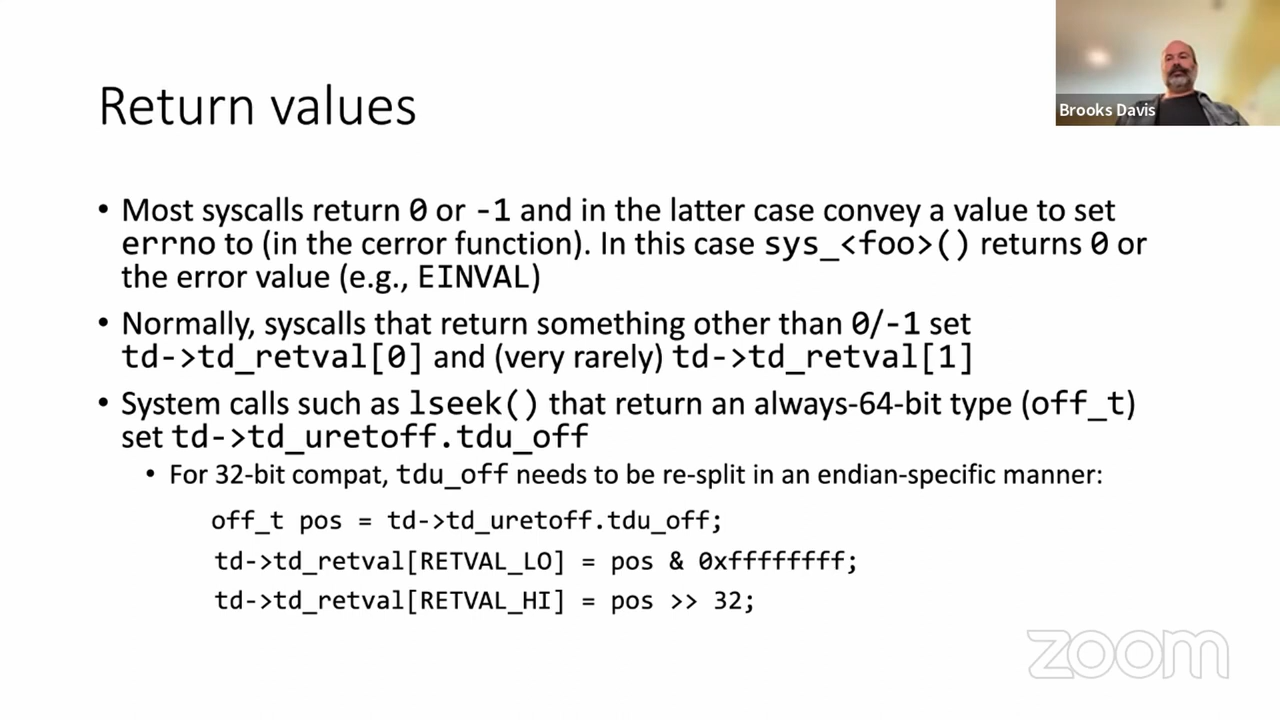 Brooks Davis
Return values
• Most syscalls return 0 or -1 and in the latter case convey a value to set
errno to (in the cerror function). In this case sys_<foo>() returns 0 or
the error value (e.g., EINVAL)
• Normally, syscalls that return something other than 0/-1 set
td->td_retval[0] and (very rarely) td->td_retval[1]
• System calls such as lseek() that return an always-64-bit type (off_t)
set td->td_uretoff.tdu_off
• For 32-bit compat, tdu_off needs to be re-split in an endian-specific manner:
off_t pos = td->td_uretoff.tdu_off;
td->td_retval[RETVAL_LO] = pos & 0xffffffff;
td->td_retval[RETVAL_HI] = pos >> 32;
zoom